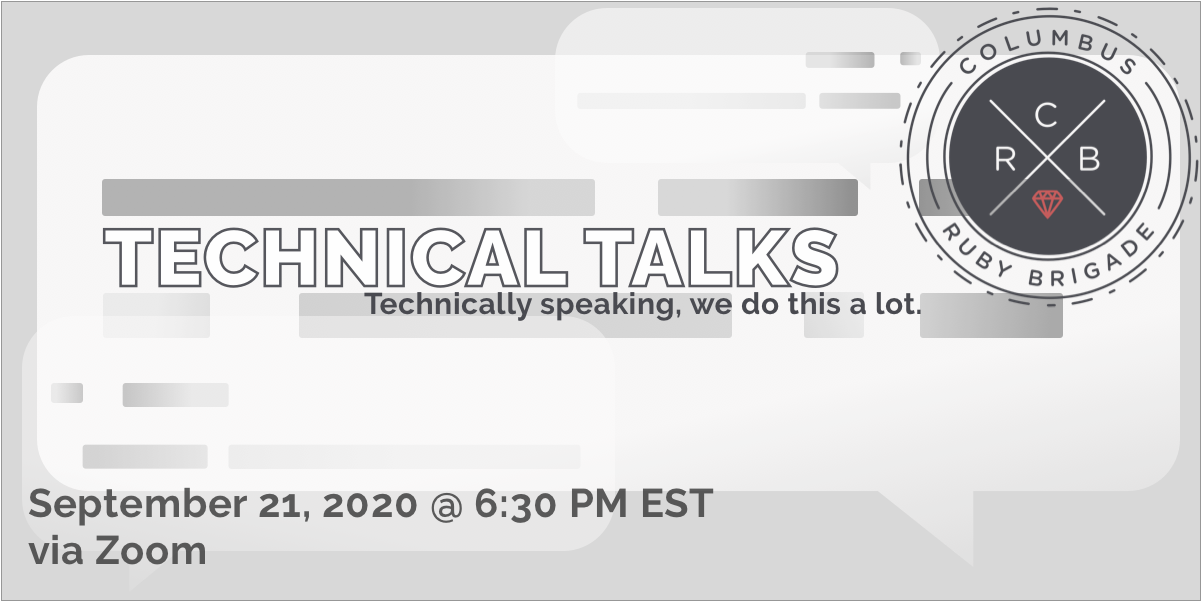 COLUMBUS
C
R B
RUBY BRIGADE
TECHNICAL TALKS
Technically speaking, we do this a lot.
September 21, 2020 @ 6:30 PM EST
via Zoom